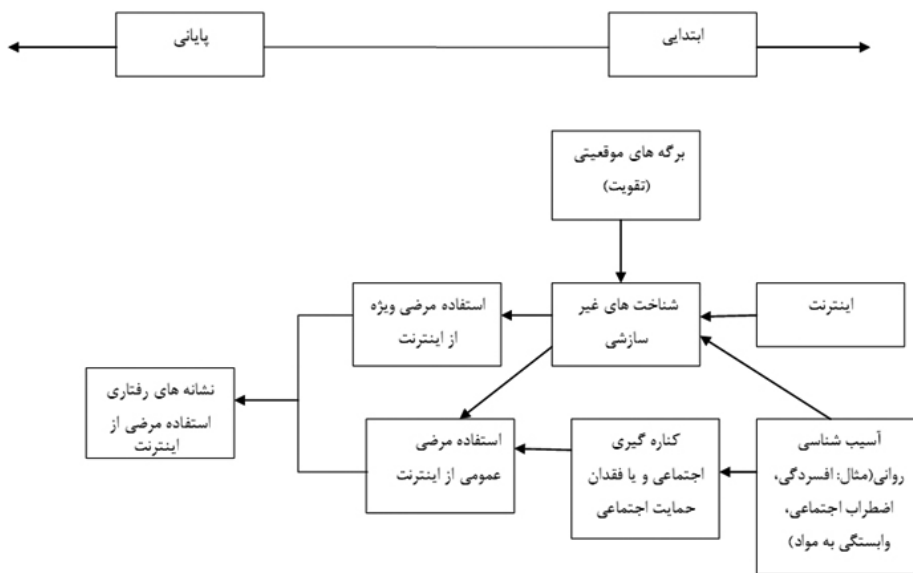 ابتدایی
پایانی
برگه های موقعیتی
(تقویت)
اینترنت
شناخت های غیر
سازشی
استفاده مرضی ویژه
از اینترنت
آسیب شناسی
روانی(مثال: افسردگی،
اضطراب اجتماعی،
وابستگی به مواد)
کناره گیری
اجتماعی و یا فقدان
حمایت اجتماعی
استفاده مرضی
عمومی از اینترنت
نشانه های رفتاری
استفاده مرضی از
اینترنت